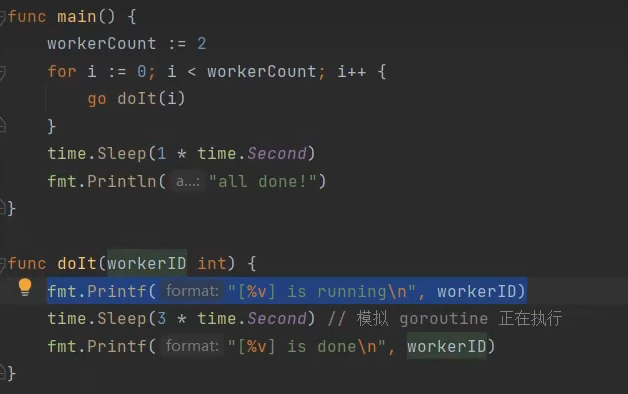 func main() {
    workerCount := 2
    for i := 0; i < workerCount; i++ {
        go doIt(i)
    }
    time.Sleep(1 * time.Second)
    fmt.Println( a...: "all done!")
}
func doIt(workerID int) {
    fmt.Printf( format: "[%v] is running\n", workerID)
    time.Sleep(3 * time.Second) // 模拟 goroutine 正在执行
    fmt.Printf( format: "[%v] is done\n", workerID)
}